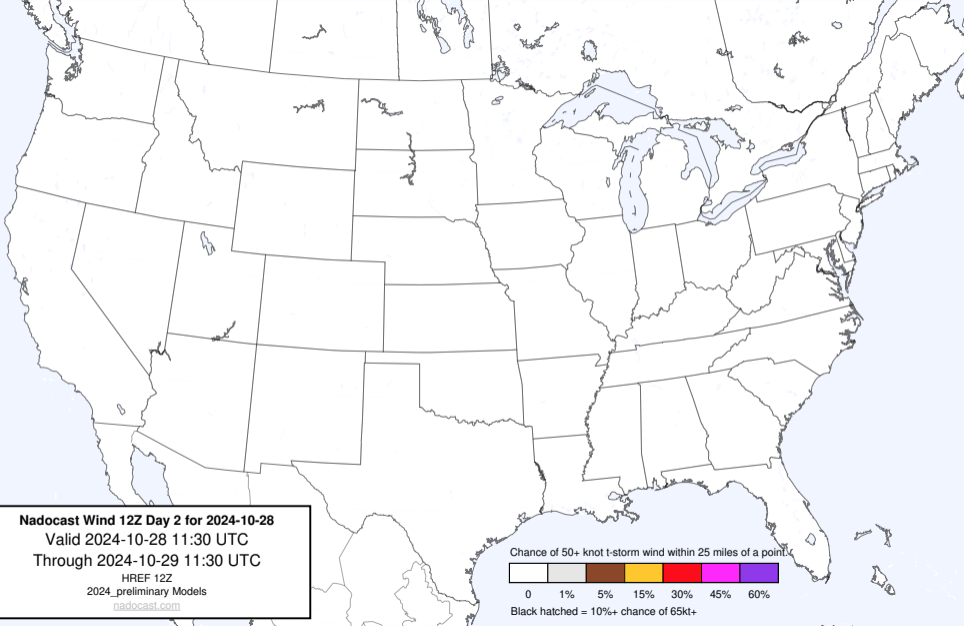 Nadocast Wind 12Z Day 2 for 2024-10-28
Valid 2024-10-28 11:30 UTC
Through 2024-10-29 11:30 UTC
HREF 12Z
2024_preliminary Models
nadocast.com
Chance of 50+ knot t-storm wind within 25 miles of a point.
0 1% 5% 15% 30% 45% 60%
Black hatched = 10%+ chance of 65kt+